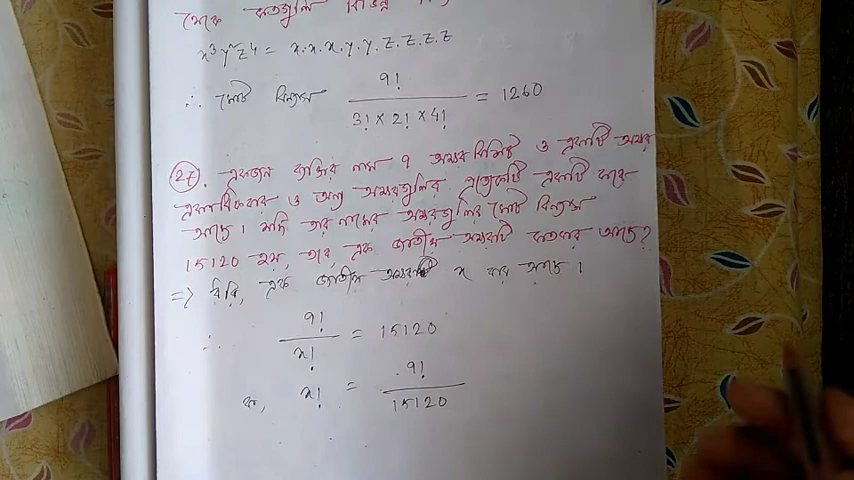 থেকে কতগুলি বিভিন্ন
x³y²z⁴ = x.x.x.y.y.z.z.z.z
∴ মোট বিন্যাস 9! / 3! × 2! × 4! = 1260
(27). একজন ব্যক্তির নাম 9 অক্ষর বিশিষ্ট ও একটি অক্ষর
একাধিকবার ও অন্য অক্ষরগুলির প্রত্যেকটি একটি করে
আছে। যদি তার নামের অক্ষরগুলির মোট বিন্যাস
15120 হয়, তবে, এক জাতীয় অক্ষরটি কতবার আছে?
=> ধরি, এক জাতীয় অক্ষরটি x বার আছে।
∴ 9! / x! = 15120
বা, x! = 9! / 15120